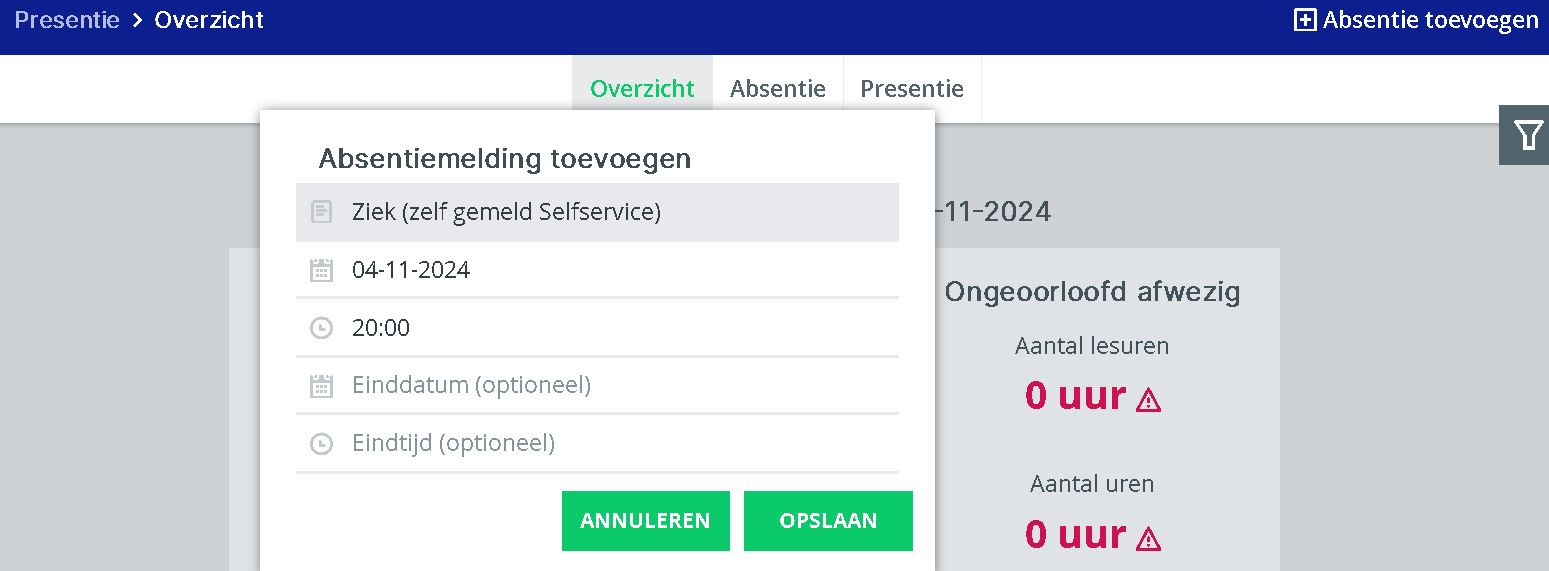 Presentie > Overzicht
Absentie toevoegen
Overzicht
Absentie
Presentie
-11-2024
Absentiemelding toevoegen
Ziek (zelf gemeld Selfservice)
04-11-2024
20:00
Einddatum (optioneel)
Eindtijd (optioneel)
ANNULEREN
OPSLAAN
Ongeoorloofd afwezig
Aantal lesuren
0 uur
Aantal uren
0 uur